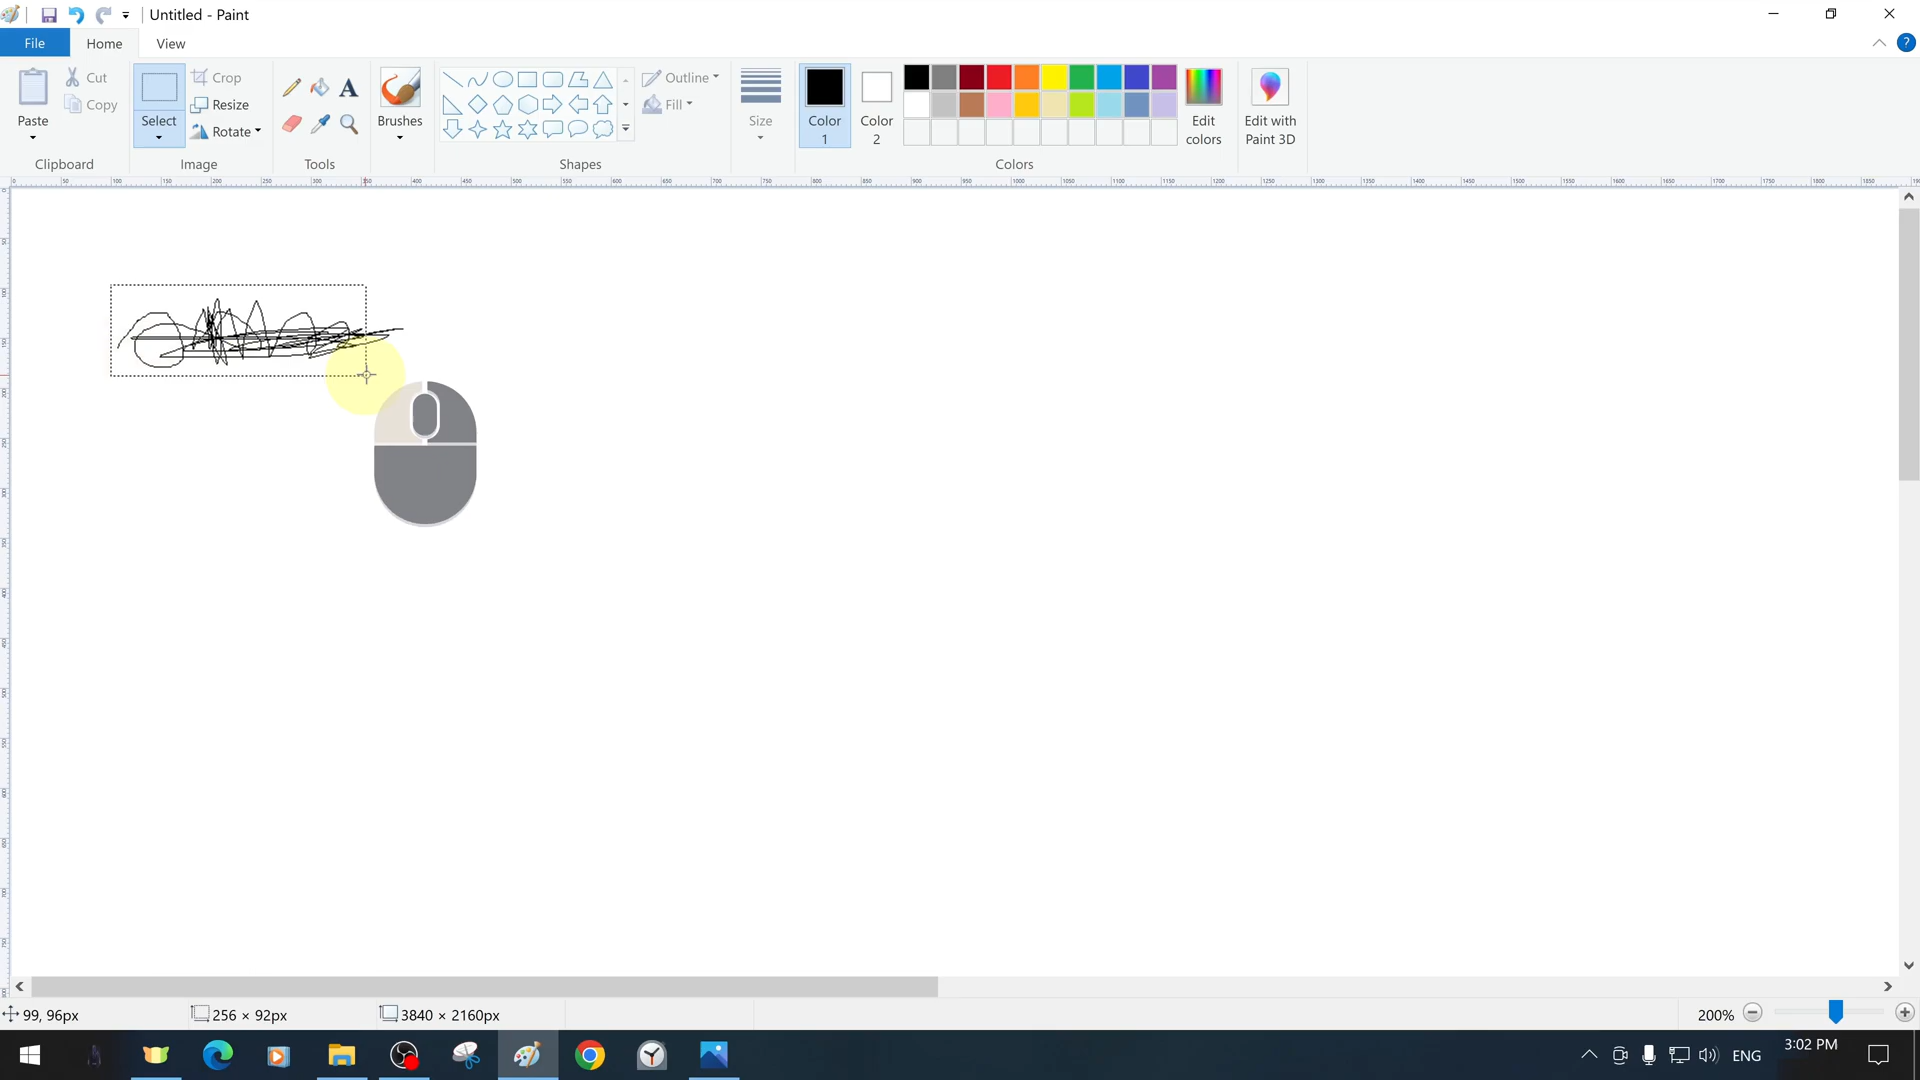 Untitled - Paint
File Home View
Paste
Cut
Copy
Clipboard
Select
Crop
Resize
Rotate
Image
Tools
Brushes
Shapes
Outline
Fill
Size
Color 1
Color 2
Edit colors
Colors
Edit with Paint 3D
99, 96px
256 × 92px
3840 × 2160px
200%
ENG
3:02 PM